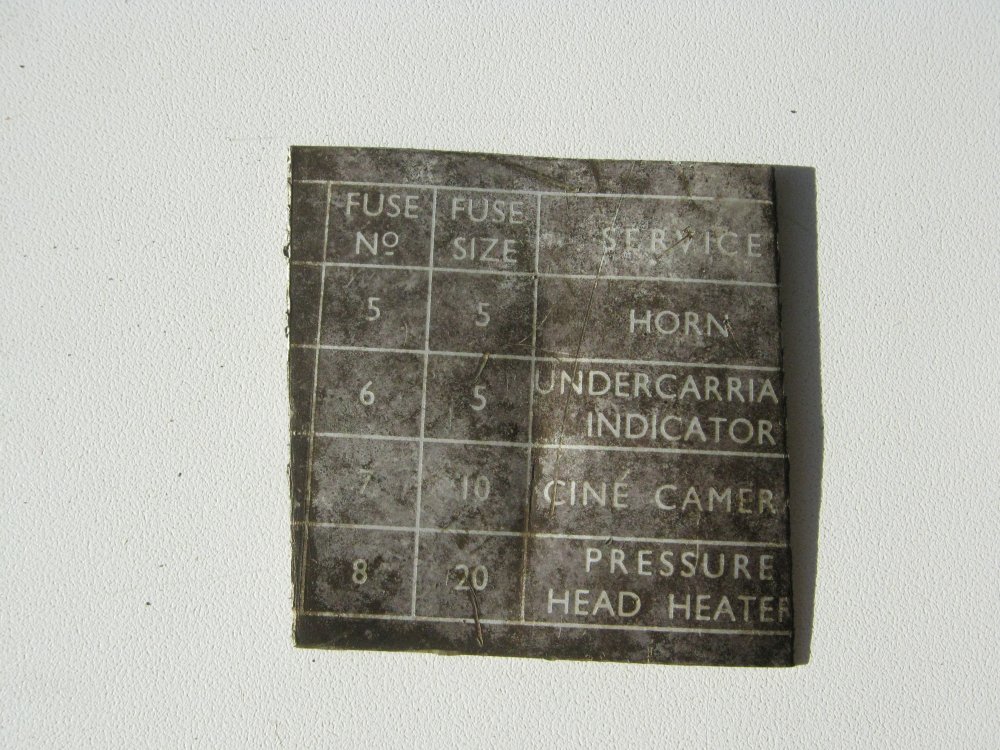 FUSE Nº FUSE SIZE SERVICE
5 5 HORN
6 5 UNDERCARRIA
INDICATOR
7 10 CINÉ CAMER
8 20 PRESSURE
HEAD HEATER